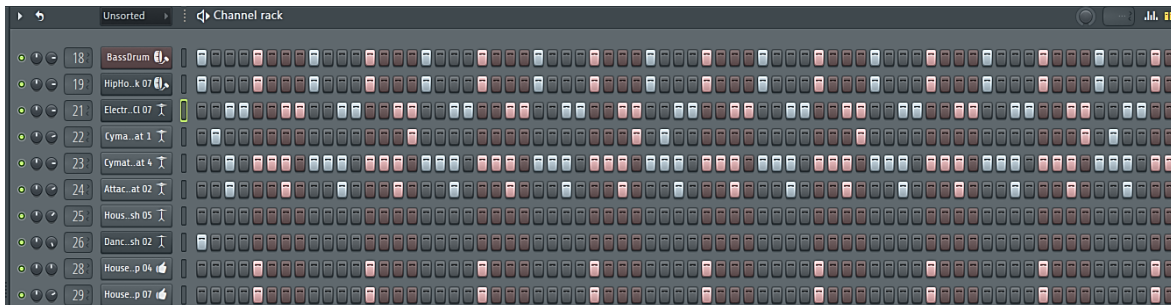 Unsorted Channel rack
18 BassDrum
19 HipHo..k 07
21 Electr..Cl 07
22 Cyma..at 1
23 Cymat..at 4
24 Attac..at 02
25 Hous..sh 05
26 Danc..sh 02
28 House..p 04
29 House..p 07